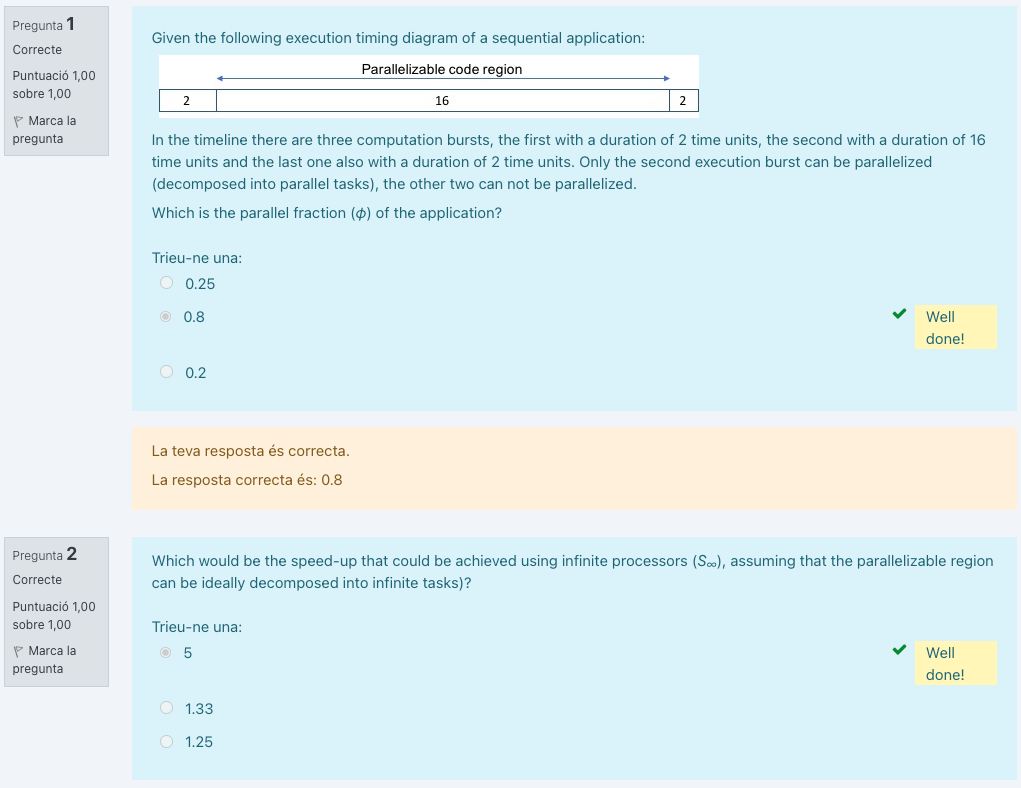 Pregunta 1
Correcte
Puntuació 1,00
sobre 1,00
Marca la
pregunta
Given the following execution timing diagram of a sequential application:
Parallelizable code region
2 16 2
In the timeline there are three computation bursts, the first with a duration of 2 time units, the second with a duration of 16
time units and the last one also with a duration of 2 time units. Only the second execution burst can be parallelized
(decomposed into parallel tasks), the other two can not be parallelized.
Which is the parallel fraction (ϕ) of the application?
Trieu-ne una:
0.25
0.8
Well
done!
0.2
La teva resposta és correcta.
La resposta correcta és: 0.8
Pregunta 2
Correcte
Puntuació 1,00
sobre 1,00
Marca la
pregunta
Which would be the speed-up that could be achieved using infinite processors (S∞), assuming that the parallelizable region
can be ideally decomposed into infinite tasks)?
Trieu-ne una:
5
Well
done!
1.33
1.25